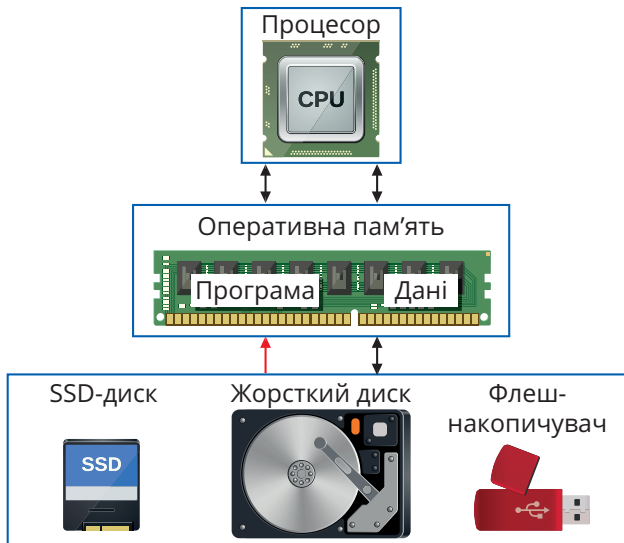 Процесор
CPU
Оперативна пам’ять
Програма Дані
SSD-диск Жорсткий диск Флеш-
накопичувач
SSD